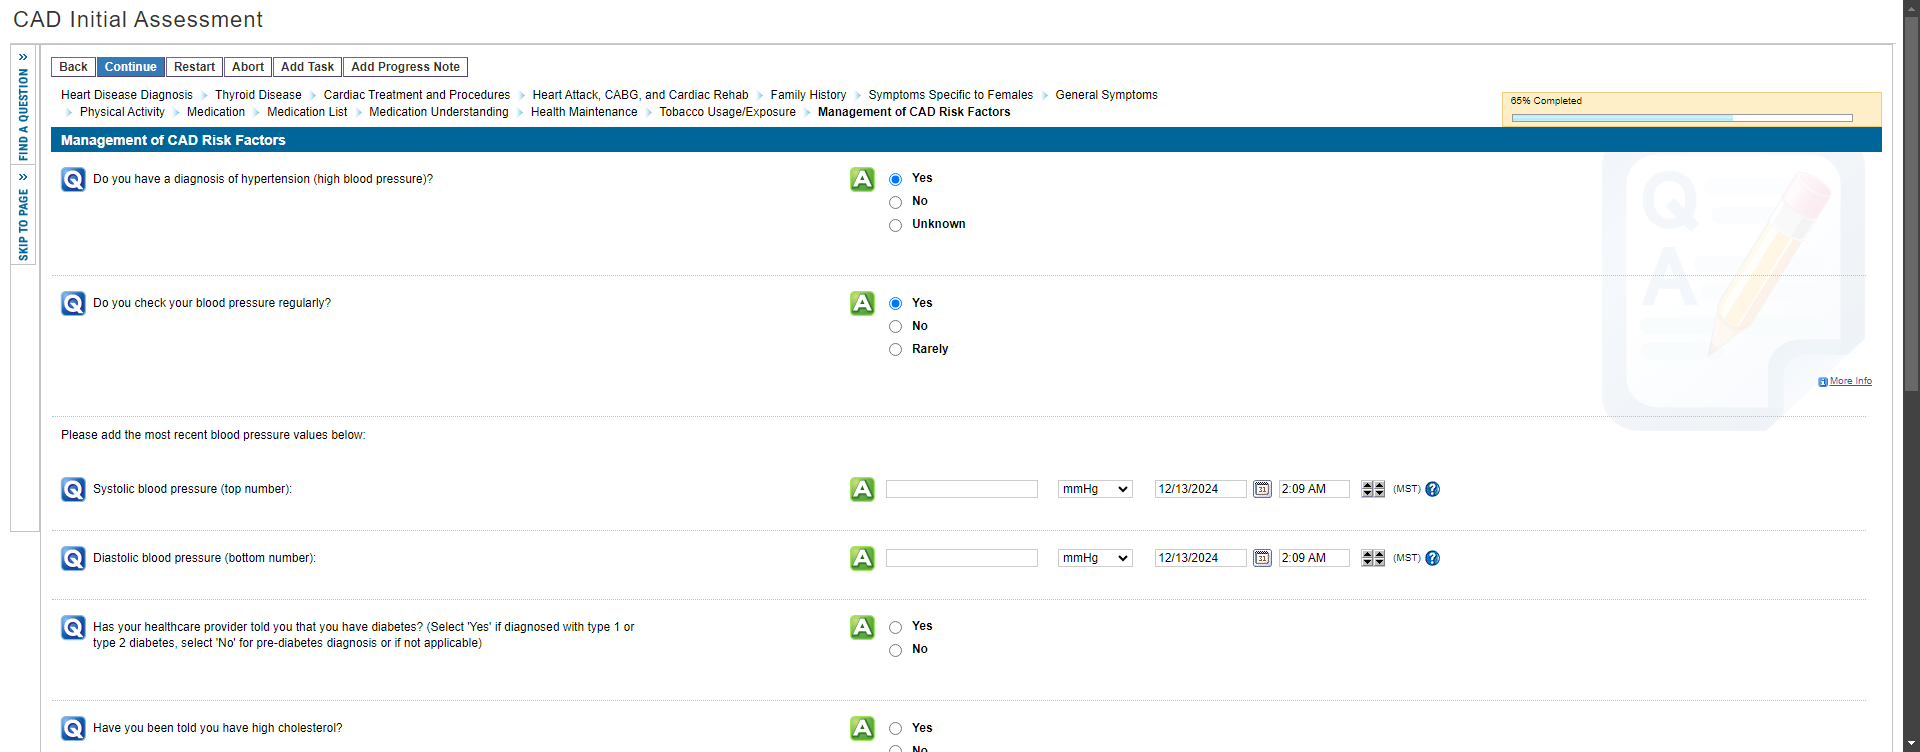 CAD Initial Assessment
» FIND A QUESTION
» SKIP TO PAGE
Back Continue Restart Abort Add Task Add Progress Note
Heart Disease Diagnosis Thyroid Disease Cardiac Treatment and Procedures Heart Attack, CABG, and Cardiac Rehab Family History Symptoms Specific to Females General Symptoms
Physical Activity Medication Medication List Medication Understanding Health Maintenance Tobacco Usage/Exposure Management of CAD Risk Factors
65% Completed
Management of CAD Risk Factors
Q Do you have a diagnosis of hypertension (high blood pressure)? A Yes
No
Unknown
Q A
Q Do you check your blood pressure regularly? A Yes
No
Rarely
i More Info
Please add the most recent blood pressure values below:
Q Systolic blood pressure (top number): A mmHg 12/13/2024 31 2:09 AM (MST) ?
Q Diastolic blood pressure (bottom number): A mmHg 12/13/2024 31 2:09 AM (MST) ?
Q Has your healthcare provider told you that you have diabetes? (Select 'Yes' if diagnosed with type 1 or A Yes
type 2 diabetes, select 'No' for pre-diabetes diagnosis or if not applicable) No
Q Have you been told you have high cholesterol? A Yes
No